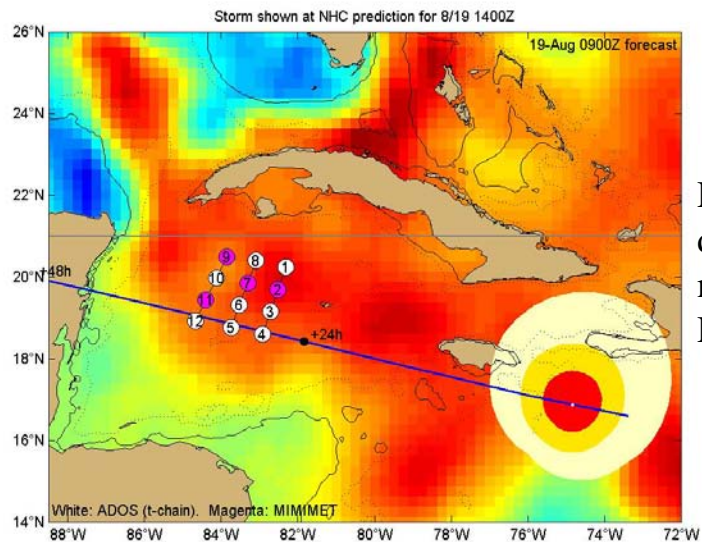 Storm shown at NHC prediction for 8/19 1400Z
19-Aug 0900Z forecast
26°N
24°N
22°N
20°N
18°N
16°N
14°N
+48h
+24h
9
8
1
10
7
2
11
6
3
12
5
4
White: ADOS (t-chain). Magenta: MIMIMET
88°W
86°W
84°W
82°W
80°W
78°W
76°W
74°W
72°W